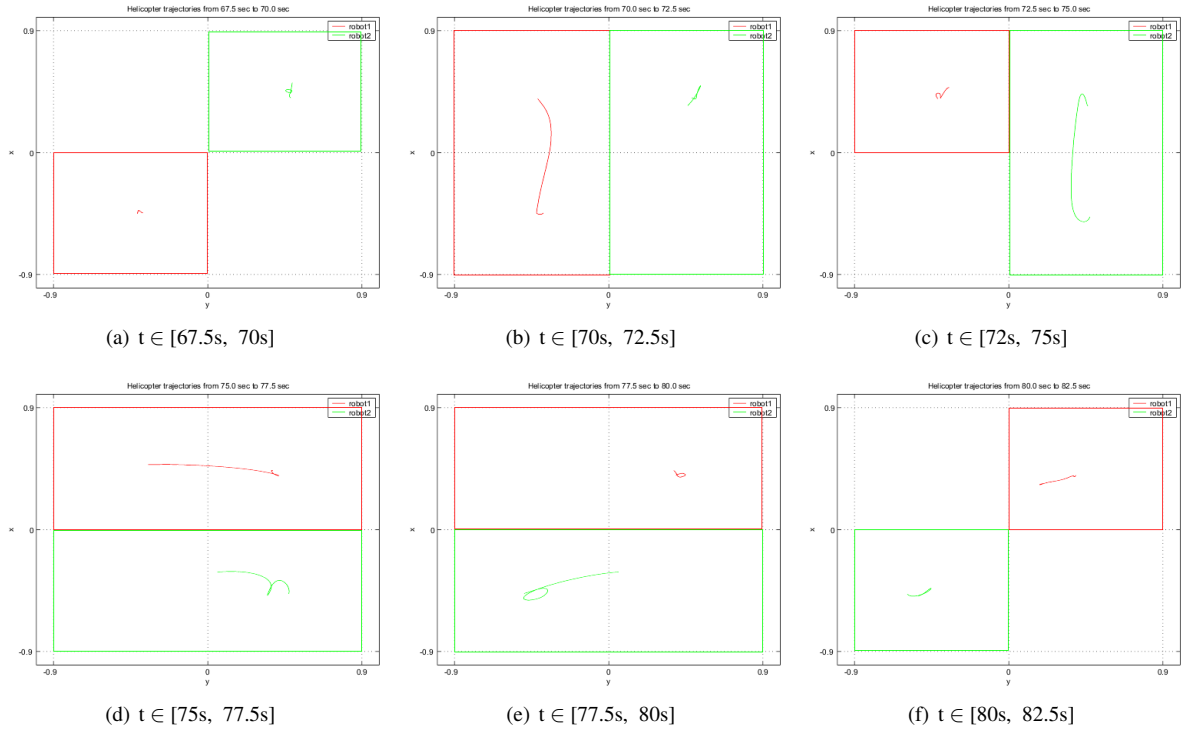 Helicopter trajectories from 67.5 sec to 70.0 sec
robot1
robot2
0.9
x
0
-0.9
-0.9
0
0.9
y
(a) t ∈ [67.5s, 70s]
Helicopter trajectories from 70.0 sec to 72.5 sec
robot1
robot2
0.9
x
0
-0.9
-0.9
0
0.9
y
(b) t ∈ [70s, 72.5s]
Helicopter trajectories from 72.5 sec to 75.0 sec
robot1
robot2
0.9
x
0
-0.9
-0.9
0
0.9
y
(c) t ∈ [72s, 75s]
Helicopter trajectories from 75.0 sec to 77.5 sec
robot1
robot2
0.9
x
0
-0.9
-0.9
0
0.9
y
(d) t ∈ [75s, 77.5s]
Helicopter trajectories from 77.5 sec to 80.0 sec
robot1
robot2
0.9
x
0
-0.9
-0.9
0
0.9
y
(e) t ∈ [77.5s, 80s]
Helicopter trajectories from 80.0 sec to 82.5 sec
robot1
robot2
0.9
x
0
-0.9
-0.9
0
0.9
y
(f) t ∈ [80s, 82.5s]